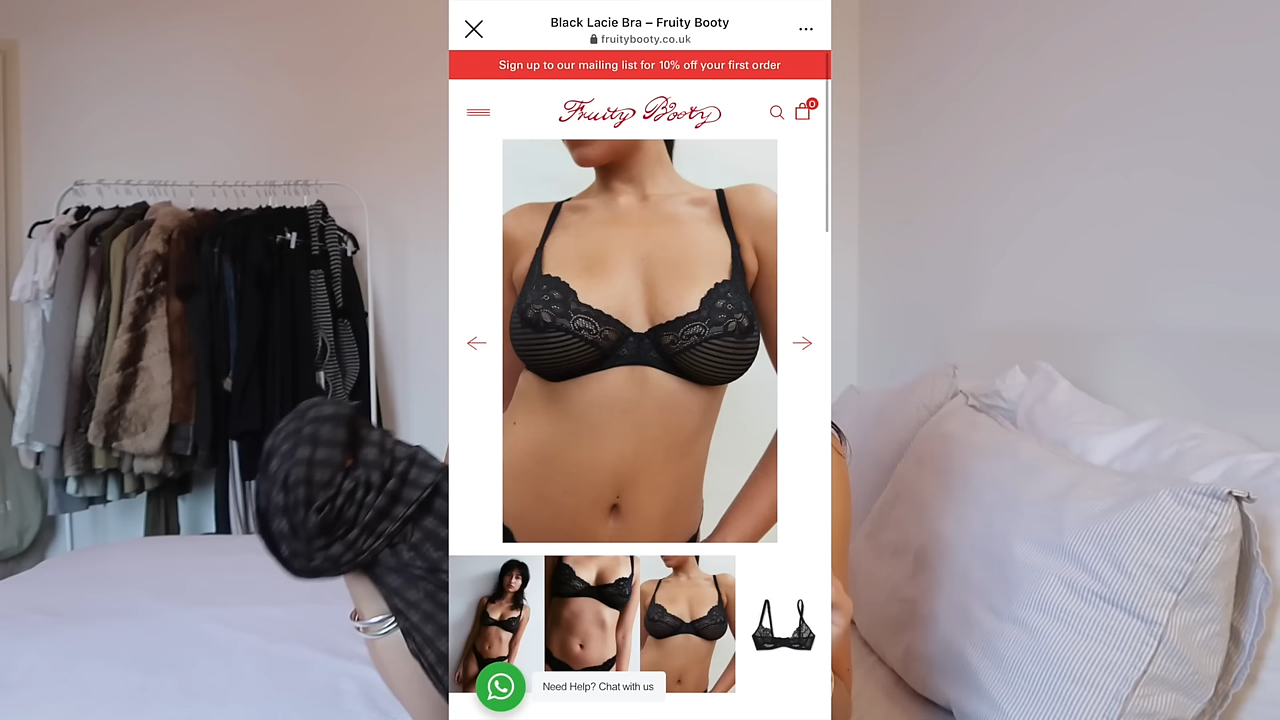 Black Lacie Bra – Fruity Booty
fruitybooty.co.uk
Sign up to our mailing list for 10% off your first order
Fruity Booty
0
Need Help? Chat with us